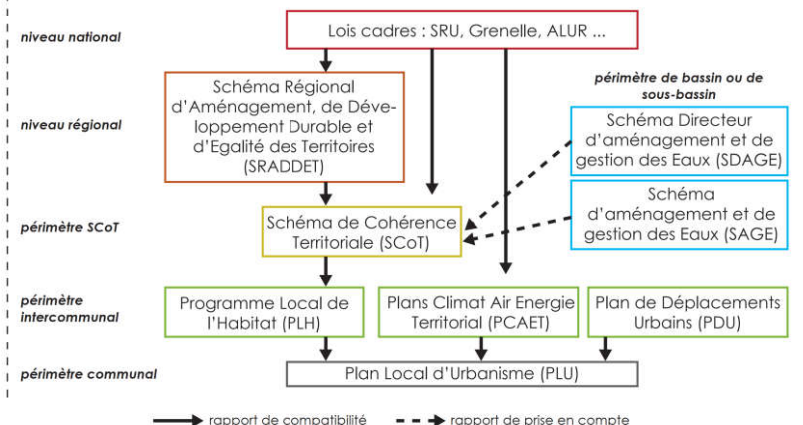 niveau national
Lois cadres : SRU, Grenelle, ALUR ...
niveau régional
Schéma Régional
d'Aménagement, de Déve-
loppement Durable et
d'Egalité des Territoires
(SRADDET)
périmètre de bassin ou de
sous-bassin
Schéma Directeur
d'aménagement et de
gestion des Eaux (SDAGE)
Schéma
d'aménagement et de
gestion des Eaux (SAGE)
périmètre SCoT
Schéma de Cohérence
Territoriale (SCoT)
périmètre
intercommunal
Programme Local de
l'Habitat (PLH)
Plans Climat Air Energie
Territorial (PCAET)
Plan de Déplacements
Urbains (PDU)
périmètre communal
Plan Local d'Urbanisme (PLU)
rapport de compatibilité
rapport de prise en compte